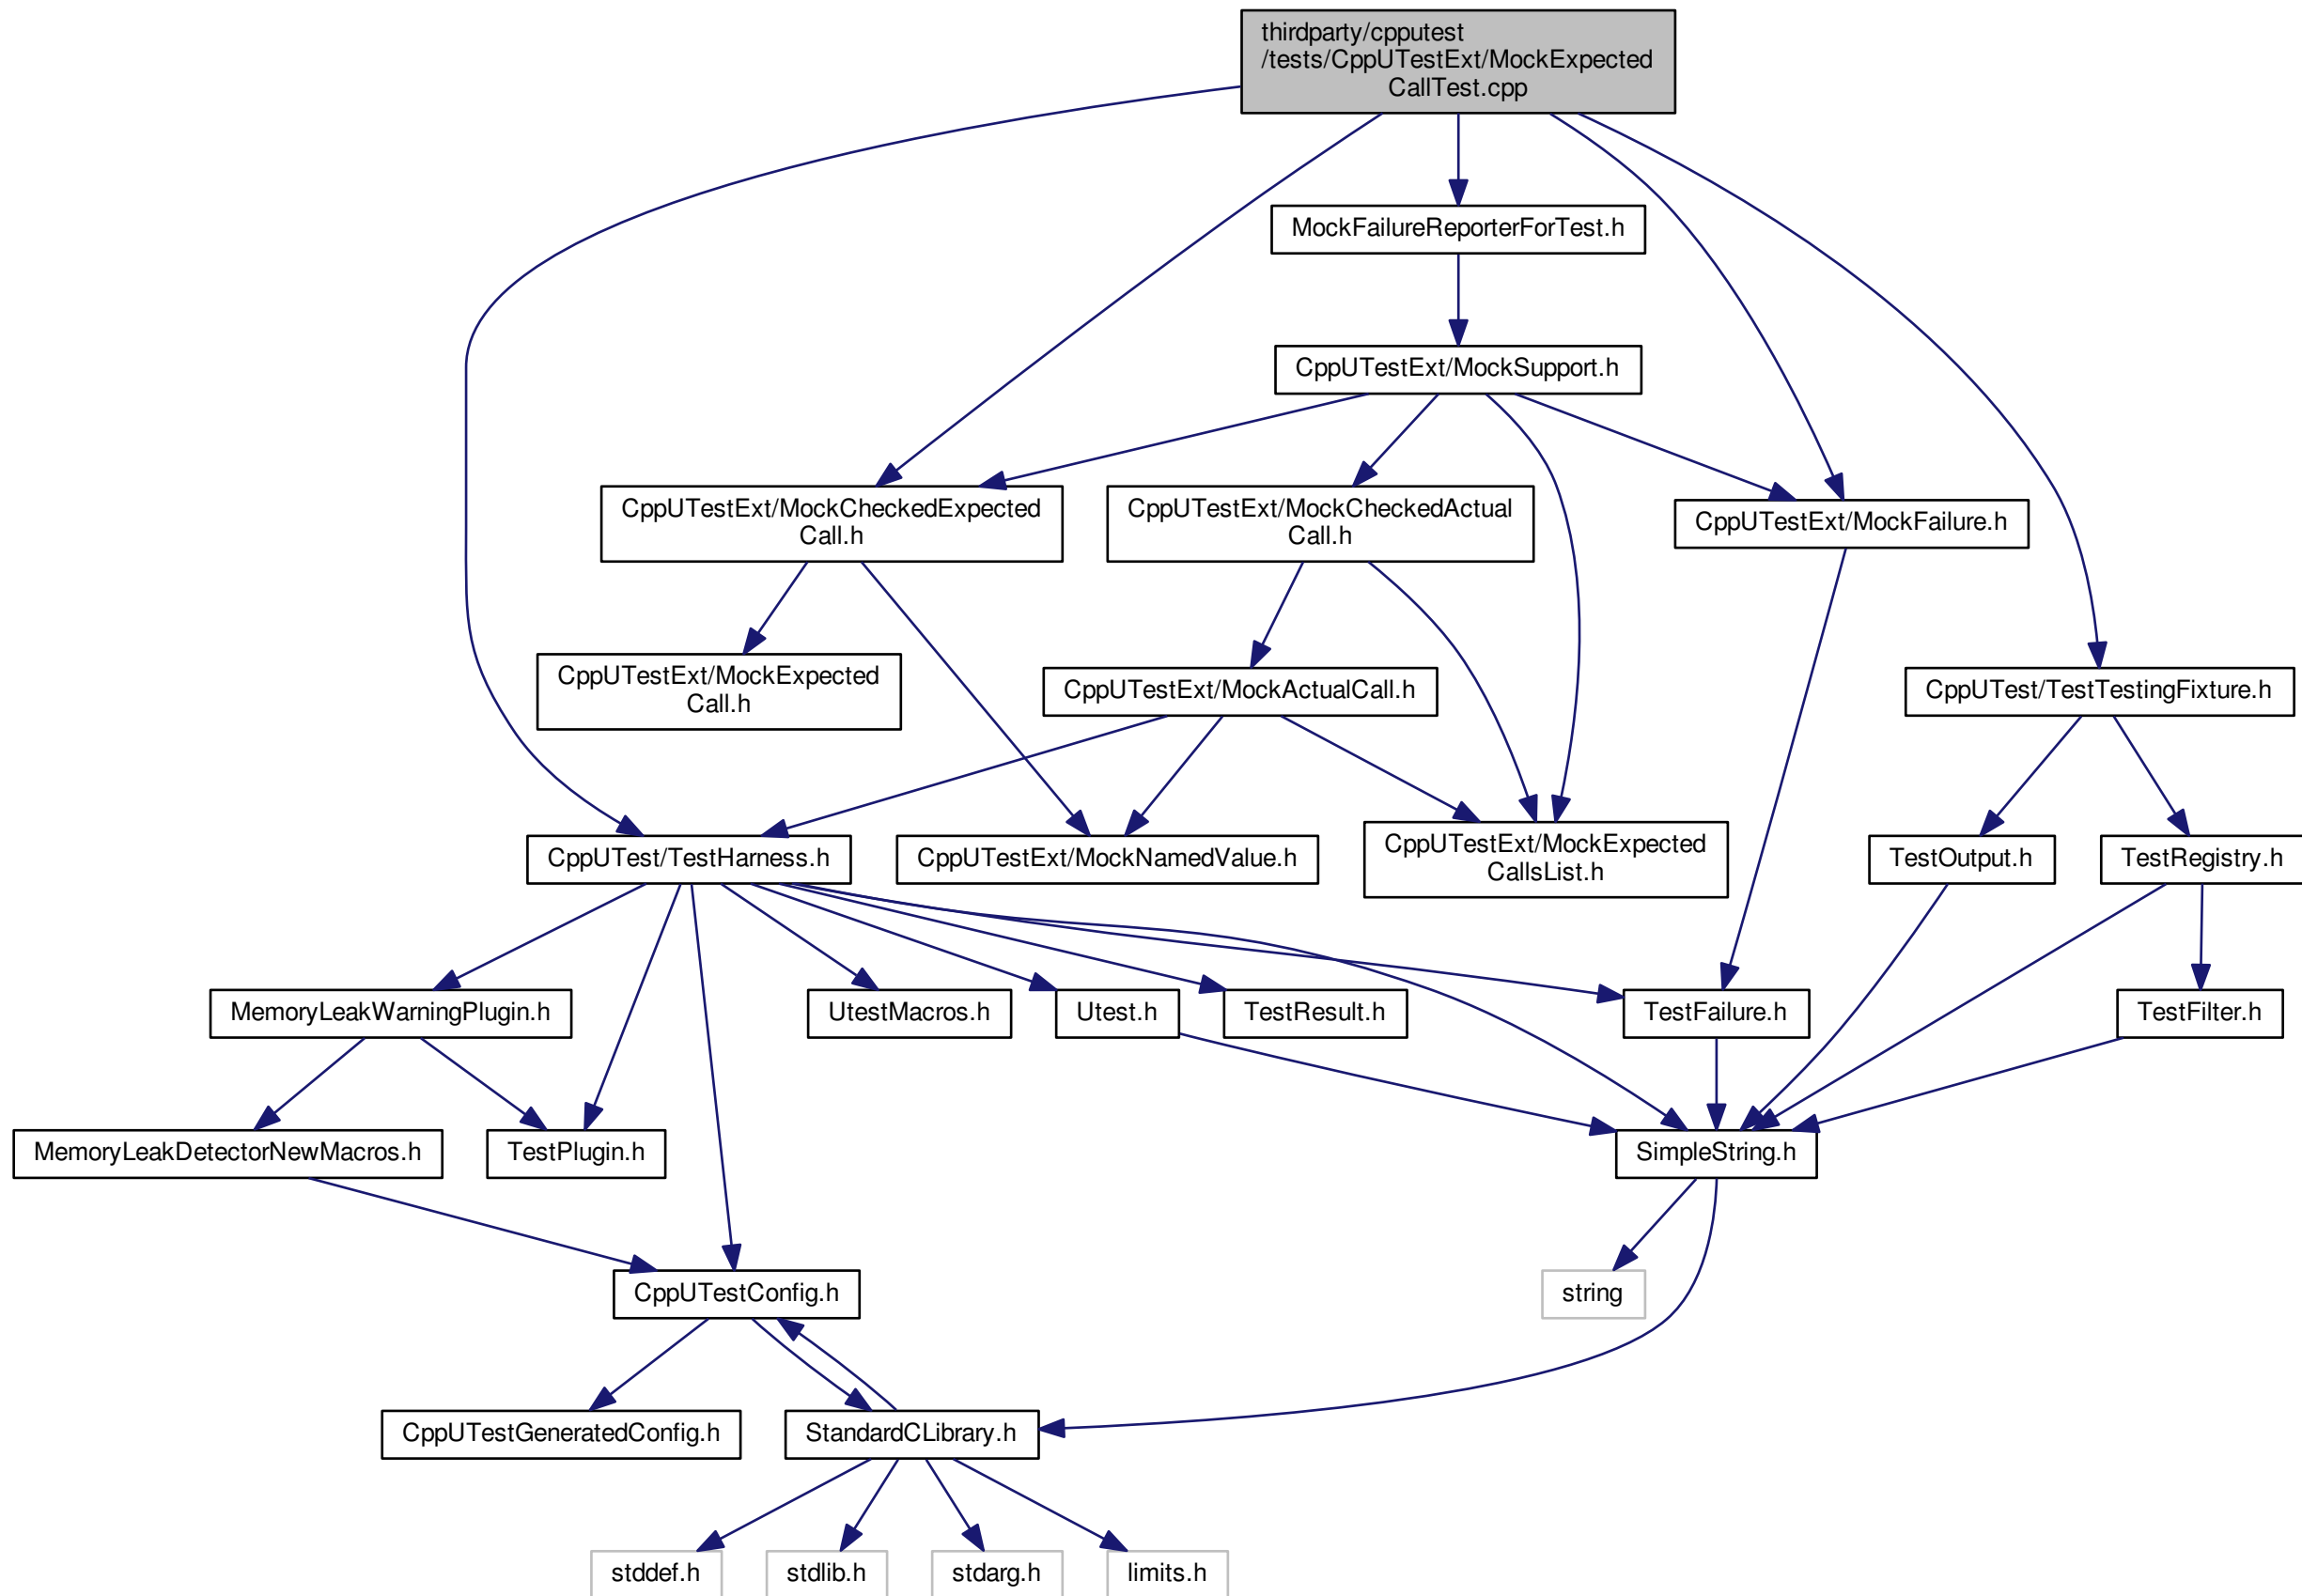 thirdparty/cpputest
/tests/CppUTestExt/MockExpected
CallTest.cpp
MockFailureReporterForTest.h
CppUTestExt/MockSupport.h
CppUTestExt/MockCheckedExpected
Call.h
CppUTestExt/MockCheckedActual
Call.h
CppUTestExt/MockFailure.h
CppUTestExt/MockExpected
Call.h
CppUTestExt/MockActualCall.h
CppUTest/TestTestingFixture.h
CppUTest/TestHarness.h
CppUTestExt/MockNamedValue.h
CppUTestExt/MockExpected
CallsList.h
TestOutput.h
TestRegistry.h
MemoryLeakWarningPlugin.h
UtestMacros.h
Utest.h
TestResult.h
TestFailure.h
TestFilter.h
MemoryLeakDetectorNewMacros.h
TestPlugin.h
SimpleString.h
CppUTestConfig.h
string
CppUTestGeneratedConfig.h
StandardCLibrary.h
stddef.h
stdlib.h
stdarg.h
limits.h